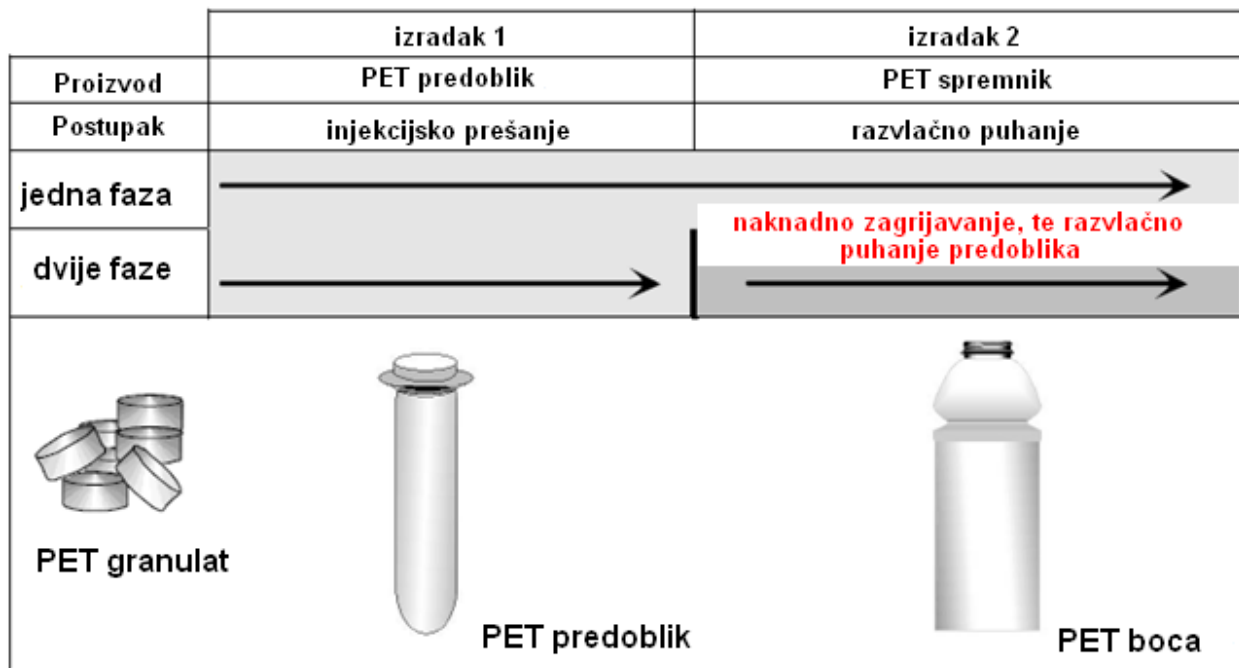 izradak 1
izradak 2
Proizvod
PET predoblik
PET spremnik
Postupak
injekcijsko prešanje
razvlačno puhanje
jedna faza
naknadno zagrijavanje, te razvlačno
puhanje predoblika
dvije faze
PET granulat
PET predoblik
PET boca